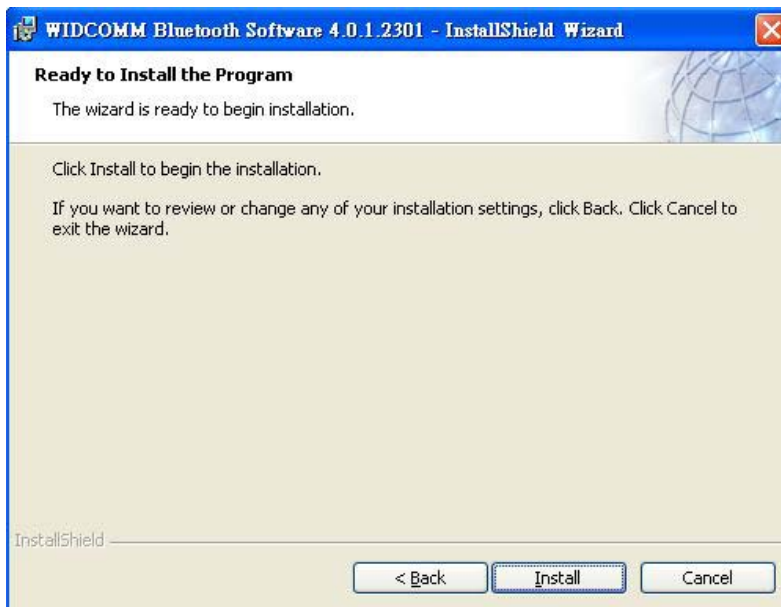 WIDCOMM Bluetooth Software 4.0.1.2301 - InstallShield Wizard
Ready to Install the Program
The wizard is ready to begin installation.
Click Install to begin the installation.
If you want to review or change any of your installation settings, click Back. Click Cancel to
exit the wizard.
InstallShield
< Back Install Cancel